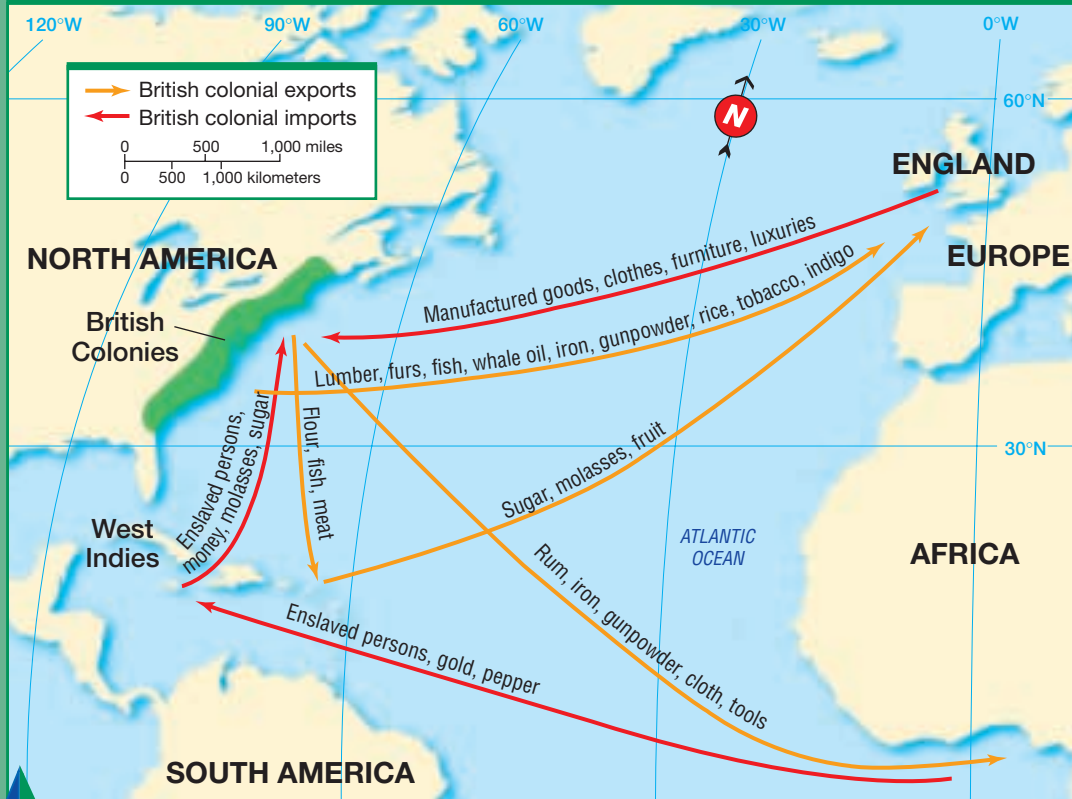 120°W
90°W
60°W
30°W
0°W
British colonial exports
British colonial imports
0 500 1,000 miles
0 500 1,000 kilometers
N
60°N
ENGLAND
NORTH AMERICA
EUROPE
British
Colonies
Manufactured goods, clothes, furniture, luxuries
Lumber, furs, fish, whale oil, iron, gunpowder, rice, tobacco, indigo
Enslaved persons,
money, molasses, sugar
Flour, fish, meat
30°N
Sugar, molasses, fruit
West
Indies
ATLANTIC
OCEAN
AFRICA
Rum, iron, gunpowder, cloth, tools
Enslaved persons, gold, pepper
SOUTH AMERICA